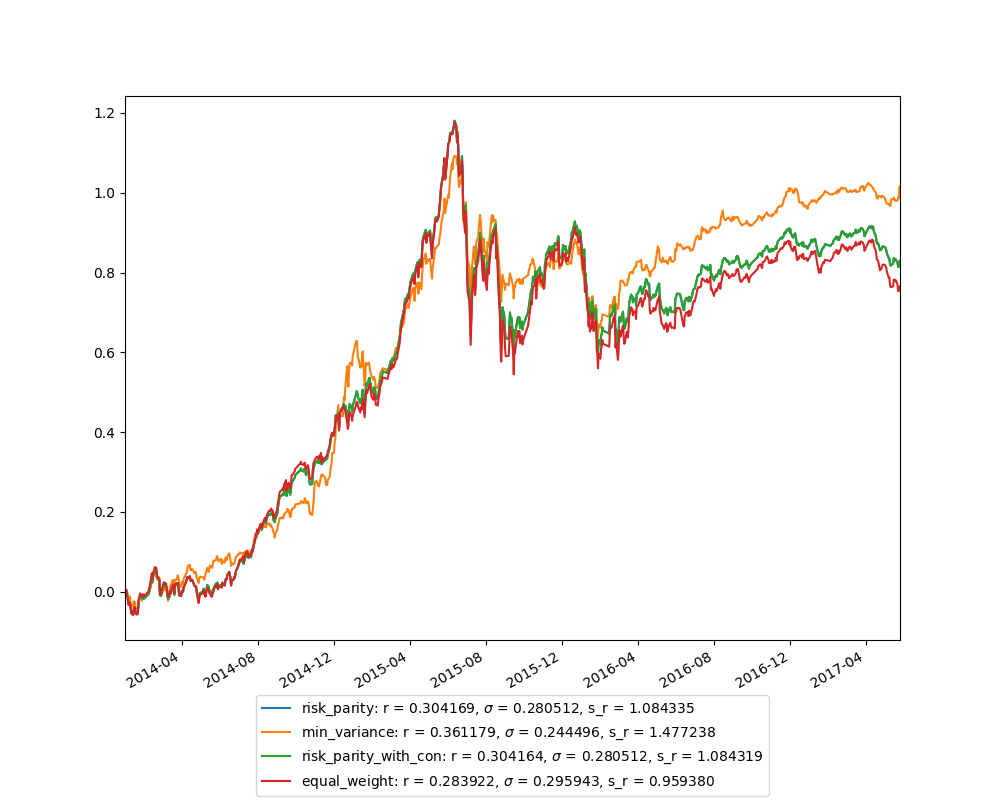 1.2
1.0
0.8
0.6
0.4
0.2
0.0
2014-04 2014-08 2014-12 2015-04 2015-08 2015-12 2016-04 2016-08 2016-12 2017-04
risk_parity: r = 0.304169, σ = 0.280512, s_r = 1.084335
min_variance: r = 0.361179, σ = 0.244496, s_r = 1.477238
risk_parity_with_con: r = 0.304164, σ = 0.280512, s_r = 1.084319
equal_weight: r = 0.283922, σ = 0.295943, s_r = 0.959380